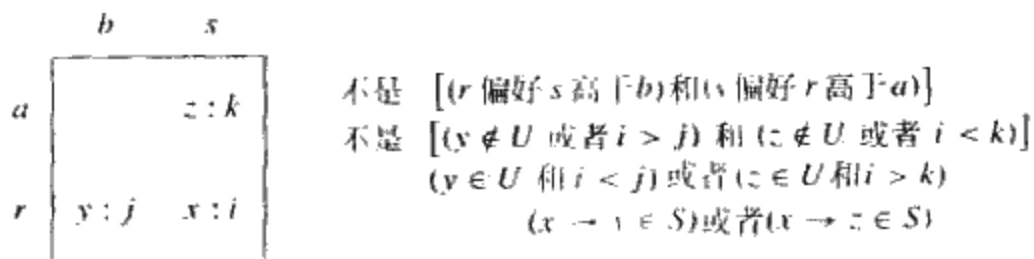 b s
a z : k
r y : j x : i
不是 [(r 偏好 s 高于 b) 和 (s 偏好 r 高于 a)]
不是 [(y ∉ U 或者 i > j) 和 (z ∉ U 或者 i < k)]
(y ∈ U 和 i < j) 或者 (z ∈ U 和 i > k)
(x → y ∈ S) 或者 (x → z ∈ S)